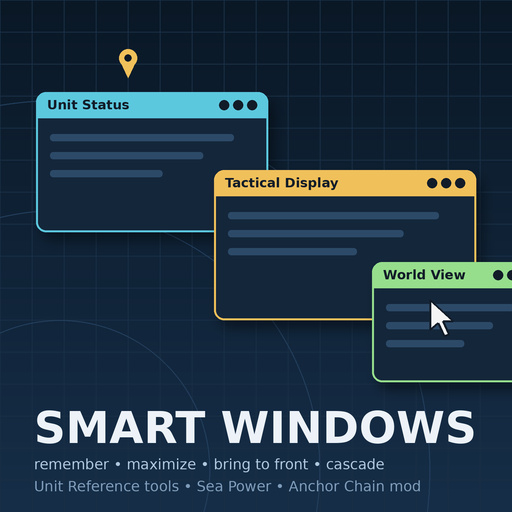 Unit Status
Tactical Display
World View
SMART WINDOWS
remember • maximize • bring to front • cascade
Unit Reference tools • Sea Power • Anchor Chain mod